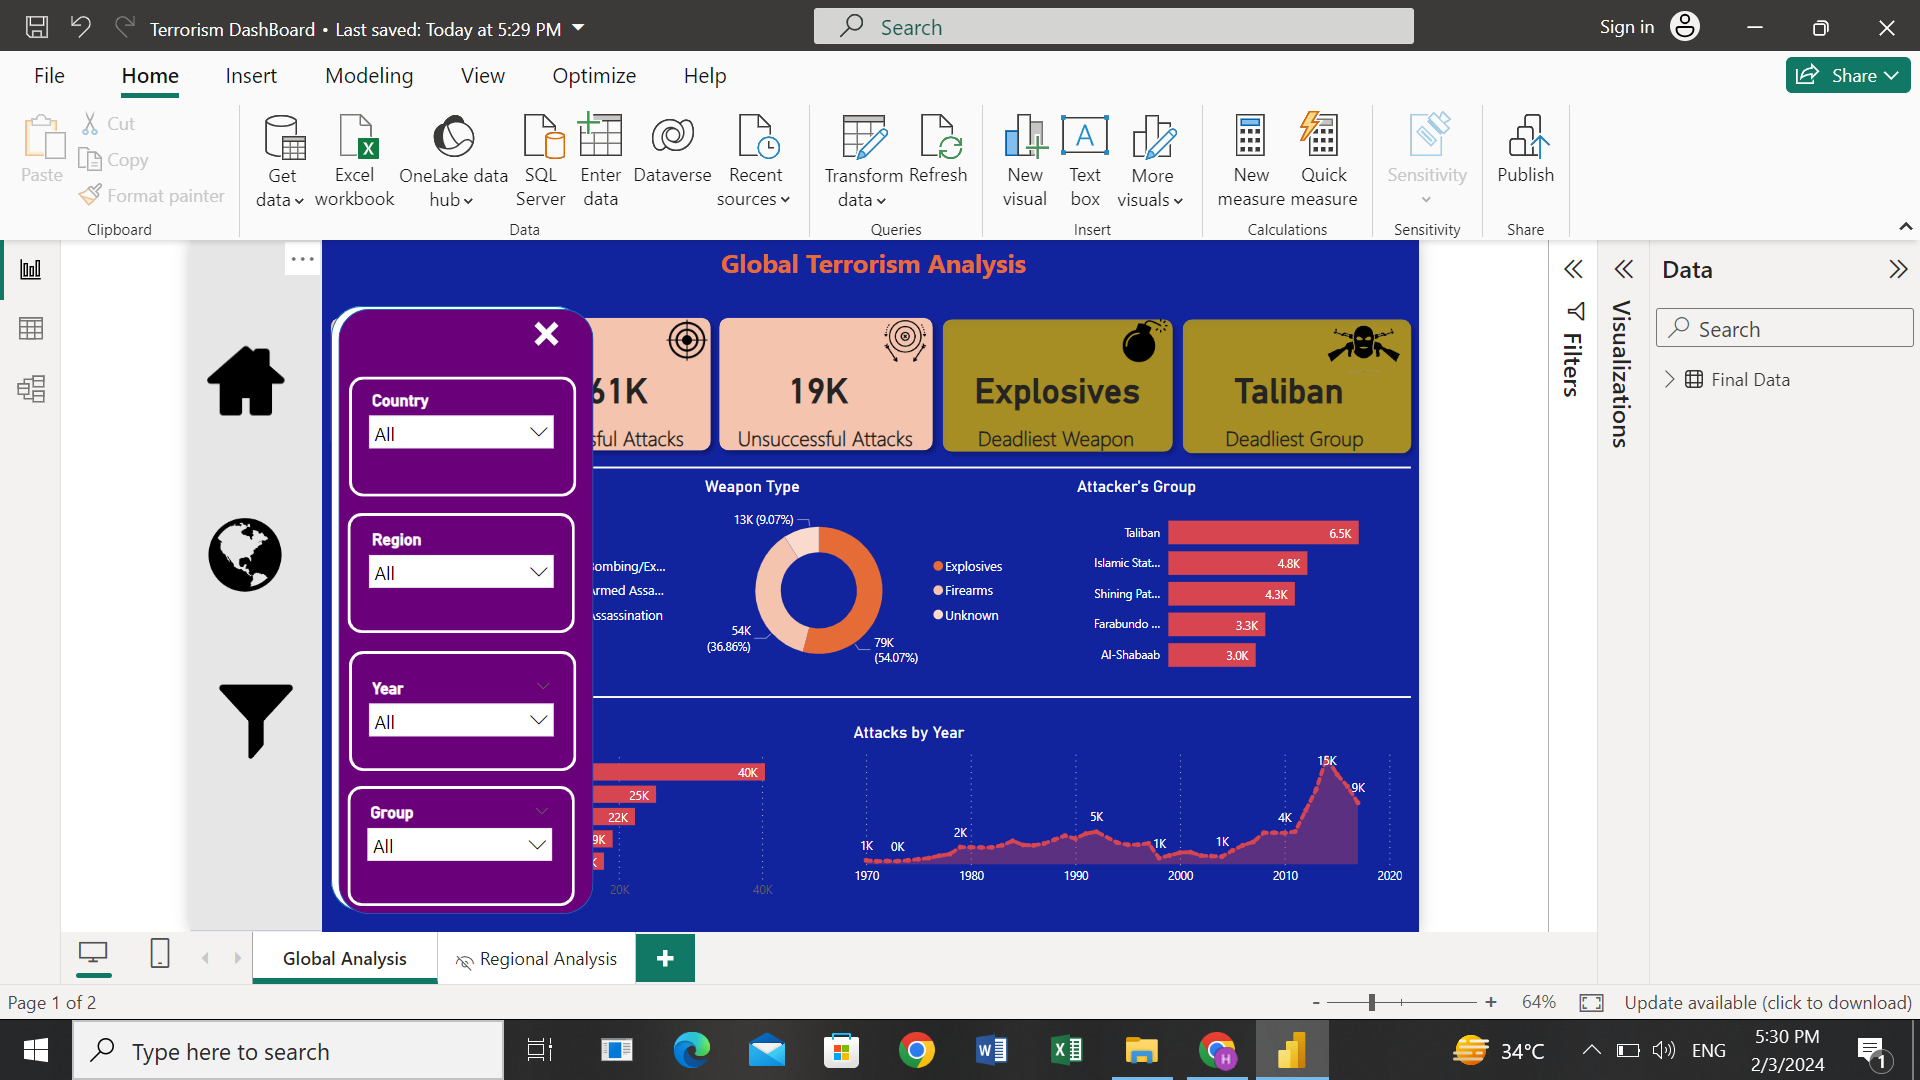 Terrorism DashBoard • Last saved: Today at 5:29 PM
Search
Sign in
File
Home
Insert
Modeling
View
Optimize
Help
Share
Paste
Cut
Copy
Format painter
Clipboard
Get data
Excel workbook
OneLake data hub
SQL Server
Enter data
Dataverse
Recent sources
Data
Transform data
Refresh
Queries
New visual
Text box
More visuals
Insert
New measure
Quick measure
Calculations
Sensitivity
Sensitivity
Publish
Share
Global Terrorism Analysis
Country
All
Region
All
Year
All
Group
All
61K
sful Attacks
19K
Unsuccessful Attacks
Explosives
Deadliest Weapon
Taliban
Deadliest Group
ombing/Ex...
rmed Assa...
ssassination
Weapon Type
13K (9.07%)
54K
(36.86%)
79K
(54.07%)
Explosives
Firearms
Unknown
Attacker's Group
Taliban 6.5K
Islamic Stat... 4.8K
Shining Pat... 4.3K
Farabundo ... 3.3K
Al-Shabaab 3.0K
40K
25K
22K
9K
K
20K 40K
Attacks by Year
1K 0K 2K 5K 1K 1K 4K 15K 9K
1970 1980 1990 2000 2010 2020
Filters
Visualizations
Data
Search
Final Data
Global Analysis
Regional Analysis
Page 1 of 2
- + 64%
Update available (click to download)
Type here to search
34°C
ENG
5:30 PM
2/3/2024
1